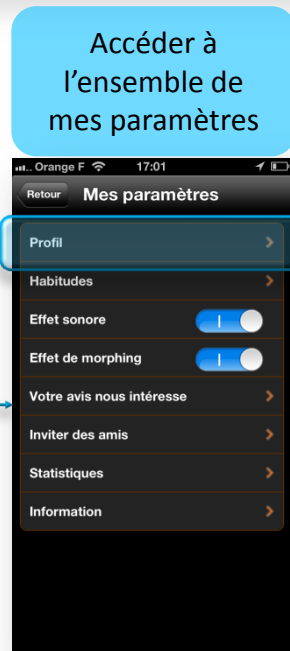 Accéder à
l’ensemble de
mes paramètres
Orange F 17:01
Retour Mes paramètres
Profil
Habitudes
Effet sonore
Effet de morphing
Votre avis nous intéresse
Inviter des amis
Statistiques
Information